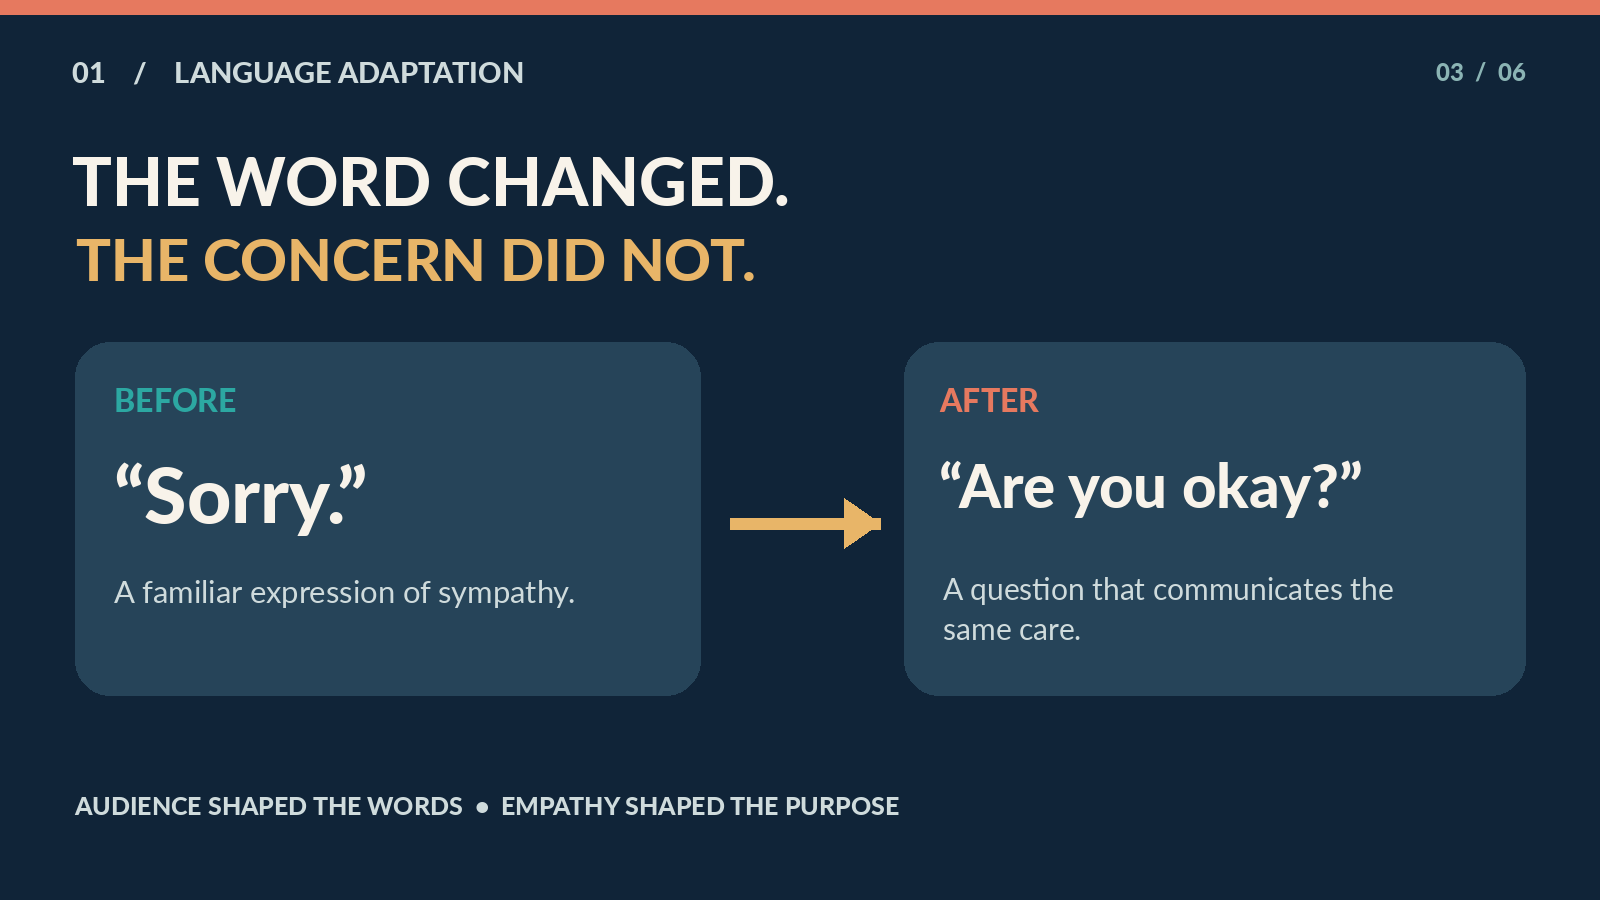 01 / LANGUAGE ADAPTATION
03 / 06
THE WORD CHANGED.
THE CONCERN DID NOT.
BEFORE
“Sorry.”
A familiar expression of sympathy.
AFTER
“Are you okay?”
A question that communicates the
same care.
AUDIENCE SHAPED THE WORDS • EMPATHY SHAPED THE PURPOSE